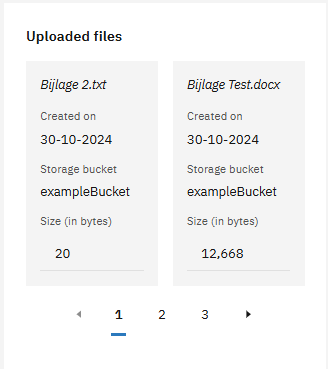 Uploaded files
Bijlage 2.txt
Created on
30-10-2024
Storage bucket
exampleBucket
Size (in bytes)
20
Bijlage Test.docx
Created on
30-10-2024
Storage bucket
exampleBucket
Size (in bytes)
12,668
1 2 3